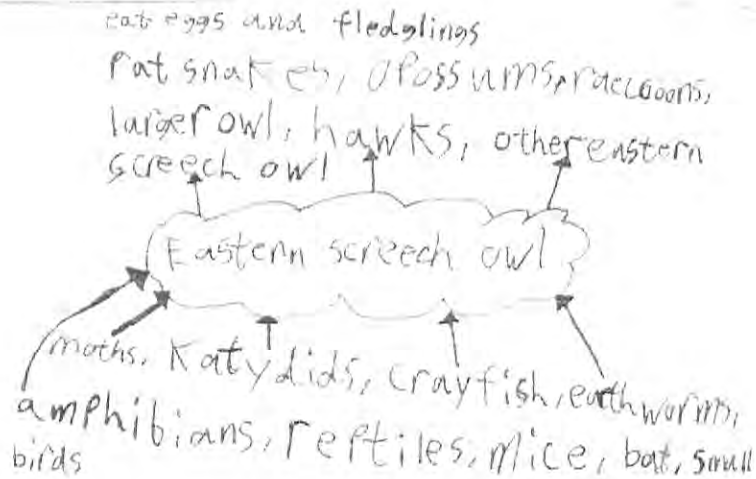 eat eggs and fledglings
rat snakes, opossums, raccoons,
larger owl, hawks, other eastern
screech owl
Eastern screech owl
moths, Katydids, crayfish, earthworms,
amphibians, reptiles, mice, bat, small
birds